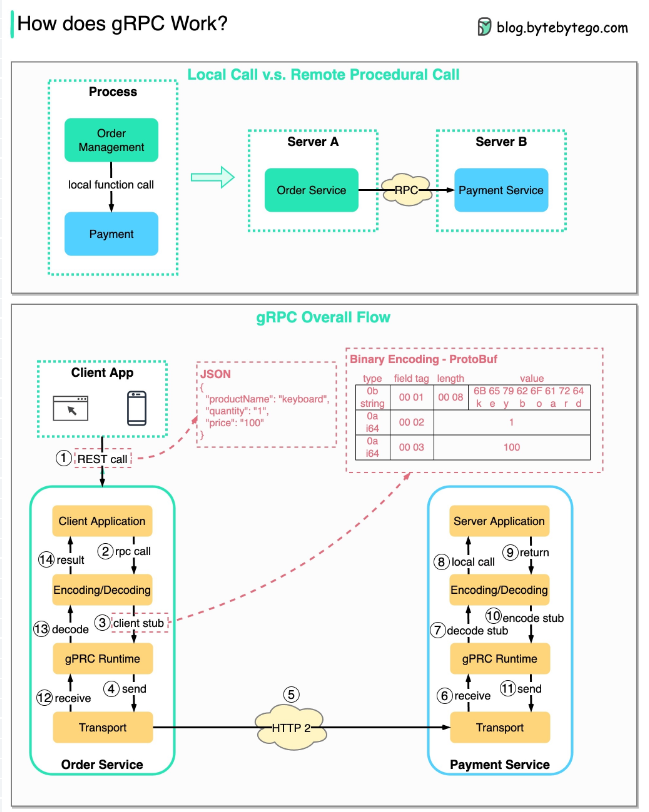 How does gRPC Work?
blog.bytebytego.com
Local Call v.s. Remote Procedural Call
Process
Order
Management
local function call
Payment
Server A
Order Service
RPC
Server B
Payment Service
gRPC Overall Flow
Client App
JSON
{
"productName": "keyboard",
"quantity": "1",
"price": "100"
}
Binary Encoding - ProtoBuf
type field tag length value
0b
string
00 01
00 08
6B 65 79 62 6F 61 72 64
k e y b o a r d
0a
i64
00 02
1
0a
i64
00 03
100
1 REST call
Client Application
14 result
2 rpc call
Encoding/Decoding
13 decode
3 client stub
gPRC Runtime
12 receive
4 send
Transport
Order Service
5
HTTP 2
Server Application
8 local call
9 return
Encoding/Decoding
7 decode stub
10 encode stub
gPRC Runtime
6 receive
11 send
Transport
Payment Service